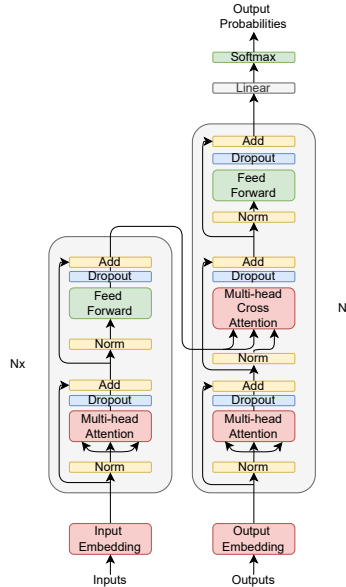 Output
Probabilities
Softmax
Linear
Add
Dropout
Feed
Forward
Norm
Add
Dropout
Multi-head
Cross
Attention
Norm
Add
Dropout
Multi-head
Attention
Norm
Output
Embedding
Outputs
N
Add
Dropout
Feed
Forward
Norm
Nx
Add
Dropout
Multi-head
Attention
Norm
Input
Embedding
Inputs